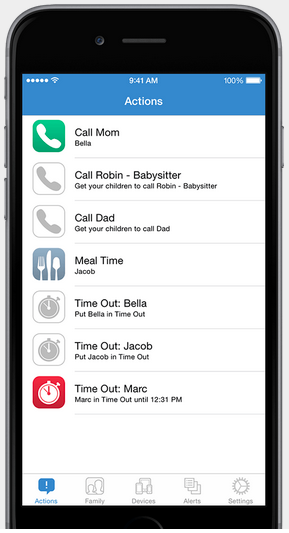 9:41 AM
100%
Actions
Call Mom
Bella
Call Robin - Babysitter
Get your children to call Robin - Babysitter
Call Dad
Get your children to call Dad
Meal Time
Jacob
Time Out: Bella
Put Bella in Time Out
Time Out: Jacob
Put Jacob in Time Out
Time Out: Marc
Marc in Time Out until 12:31 PM
Actions
Family
Devices
Alerts
Settings